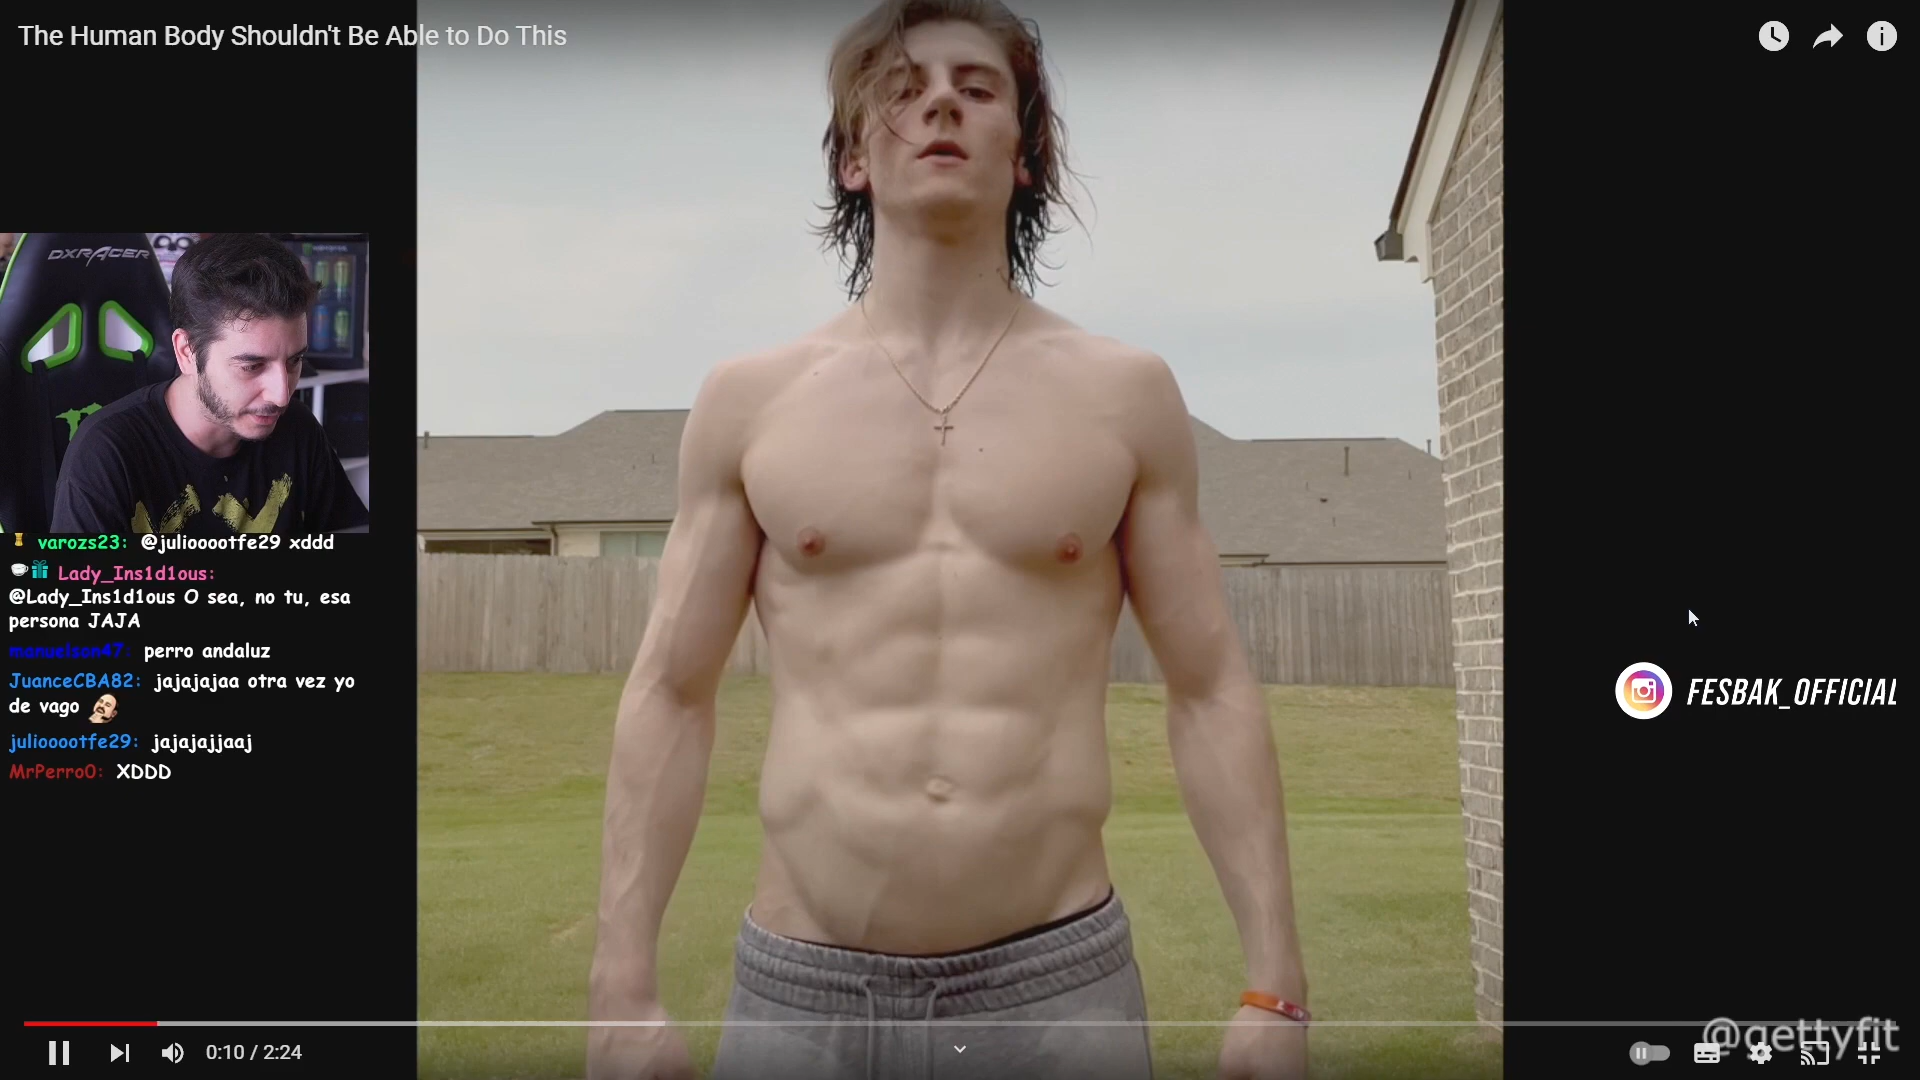 The Human Body Shouldn't Be Able to Do This
DXRACER
varozs23: @juliooootfe29 xddd
Lady_Ins1d1ous:
@Lady_Ins1d1ous O sea, no tu, esa
persona JAJA
manuelson47: perro andaluz
JuanceCBA82: jajajajaa otra vez yo
de vago
juliooootfe29: jajajajjaaj
MrPerro0: XDDD
FESBAK_OFFICIAL
@gettyfit
0:10 / 2:24